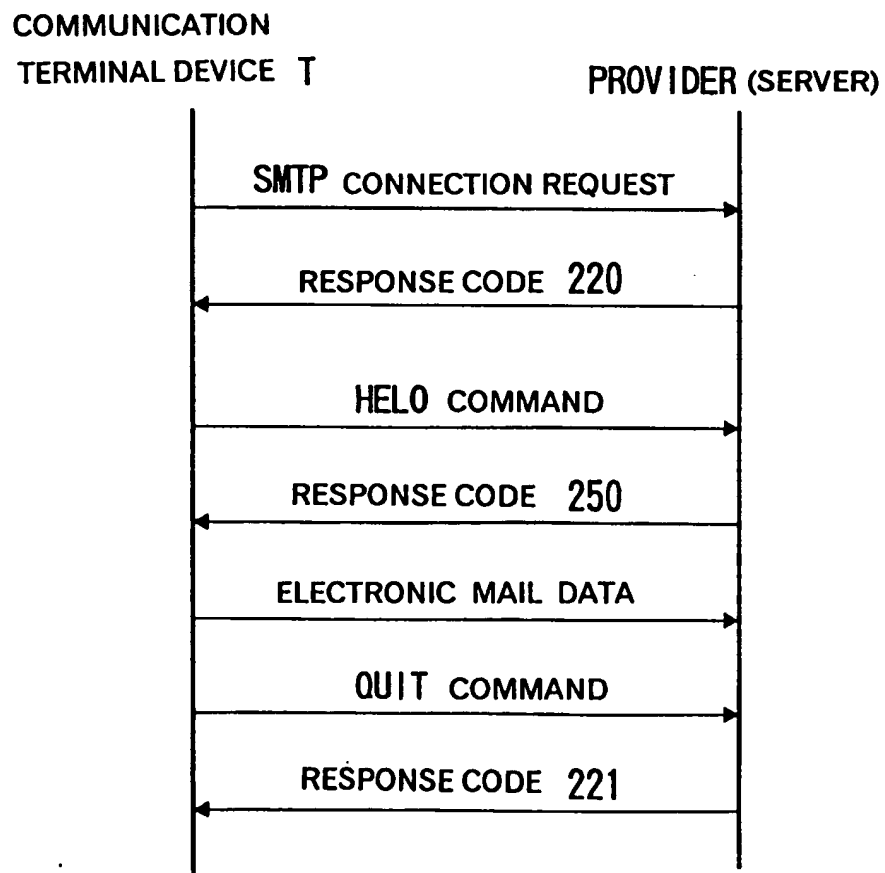 COMMUNICATION
TERMINAL DEVICE T
PROVIDER (SERVER)
SMTP CONNECTION REQUEST
RESPONSE CODE 220
HELO COMMAND
RESPONSE CODE 250
ELECTRONIC MAIL DATA
QUIT COMMAND
RESPONSE CODE 221